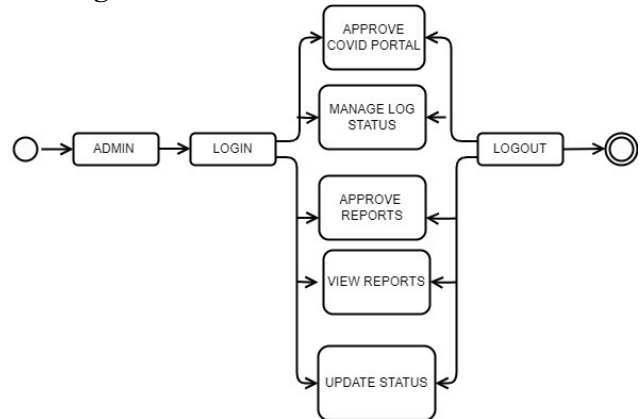 APPROVE
COVID PORTAL
MANAGE LOG
STATUS
ADMIN
LOGIN
LOGOUT
APPROVE
REPORTS
VIEW REPORTS
UPDATE STATUS